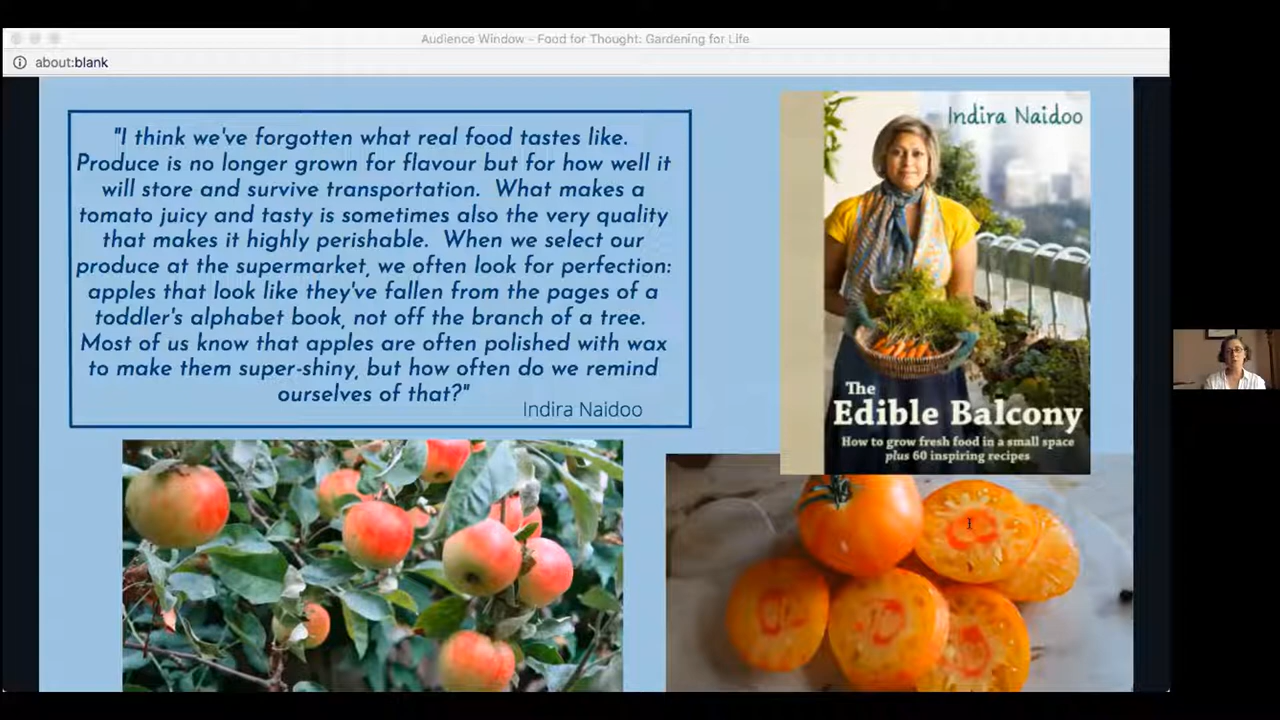 Audience Window - Food for Thought: Gardening for Life
about:blank
"I think we've forgotten what real food tastes like.
Produce is no longer grown for flavour but for how well it
will store and survive transportation. What makes a
tomato juicy and tasty is sometimes also the very quality
that makes it highly perishable. When we select our
produce at the supermarket, we often look for perfection:
apples that look like they've fallen from the pages of a
toddler's alphabet book, not off the branch of a tree.
Most of us know that apples are often polished with wax
to make them super-shiny, but how often do we remind
ourselves of that?"
Indira Naidoo
Indira Naidoo
The
Edible Balcony
How to grow fresh food in a small space
plus 60 inspiring recipes